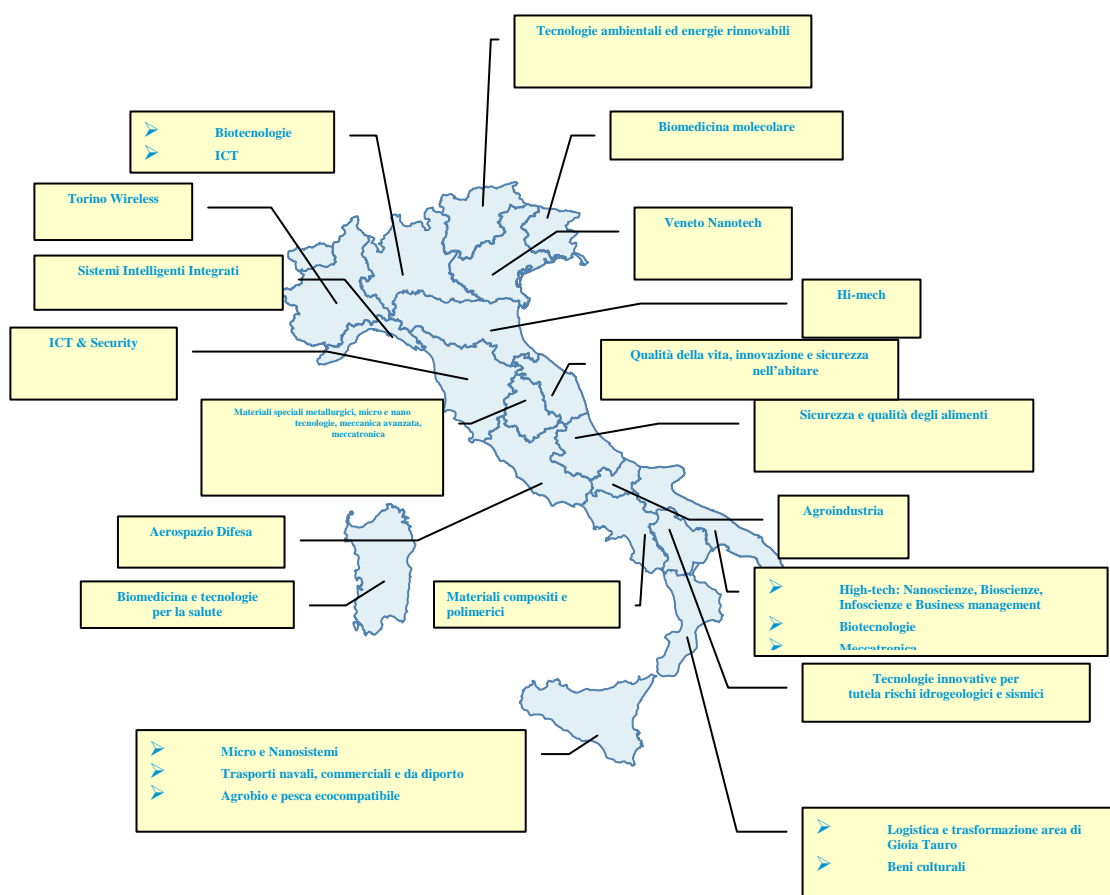 Tecnologie ambientali ed energie rinnovabili
Biotecnologie
ICT
Biomedicina molecolare
Torino Wireless
Veneto Nanotech
Sistemi Intelligenti Integrati
Hi-mech
ICT & Security
Qualità della vita, innovazione e sicurezza
nell'abitare
Materiali speciali metallurgici, micro e nano
tecnologie, meccanica avanzata,
meccatronica
Sicurezza e qualità degli alimenti
Agroindustria
Aerospazio Difesa
Biomedicina e tecnologie
per la salute
Materiali compositi e
polimerici
High-tech: Nanoscienze, Bioscienze,
Infoscienze e Business management
Biotecnologie
Meccatronica
Tecnologie innovative per
tutela rischi idrogeologici e sismici
Micro e Nanosistemi
Trasporti navali, commerciali e da diporto
Agrobio e pesca ecocompatibile
Logistica e trasformazione area di
Gioia Tauro
Beni culturali